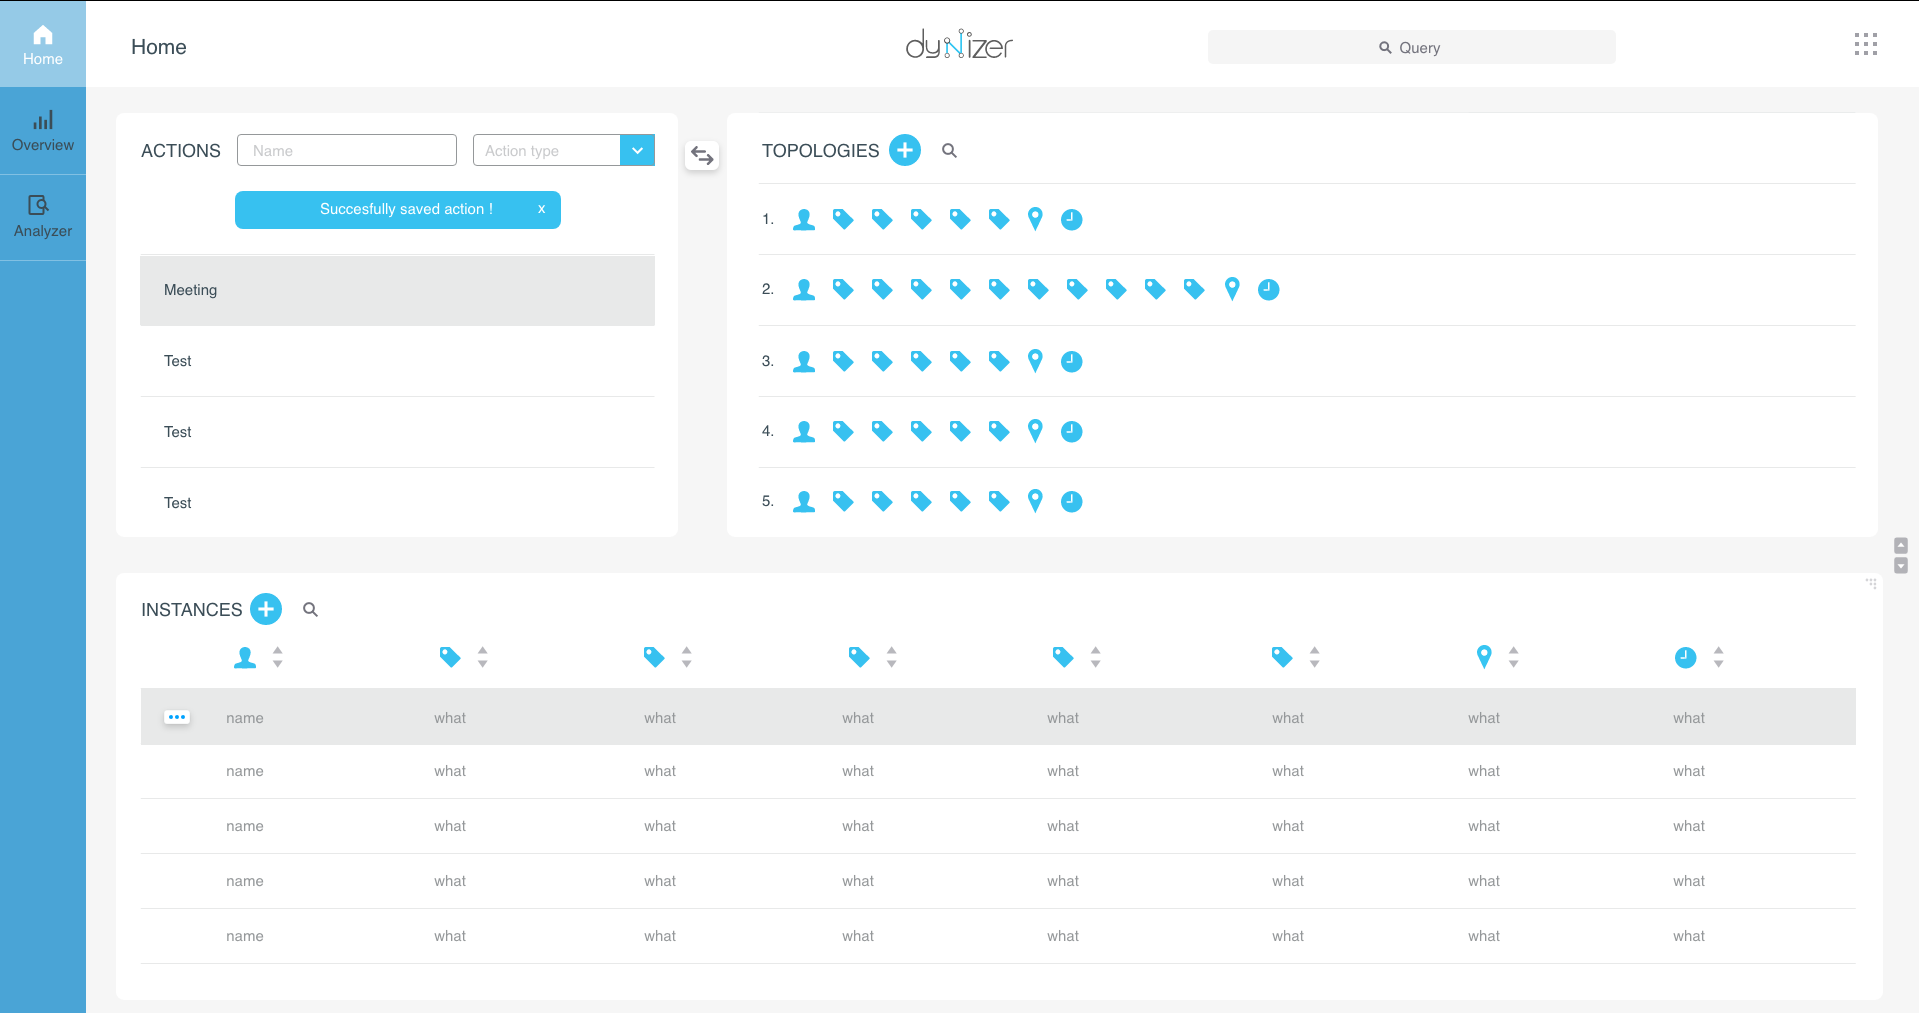 Home
Home
dynizer
Query
Overview
Analyzer
ACTIONS
Name
Action type
Succesfully saved action !
x
Meeting
Test
Test
Test
TOPOLOGIES
1.
2.
3.
4.
5.
INSTANCES
name what what what what what what what
name what what what what what what what
name what what what what what what what
name what what what what what what what
name what what what what what what what